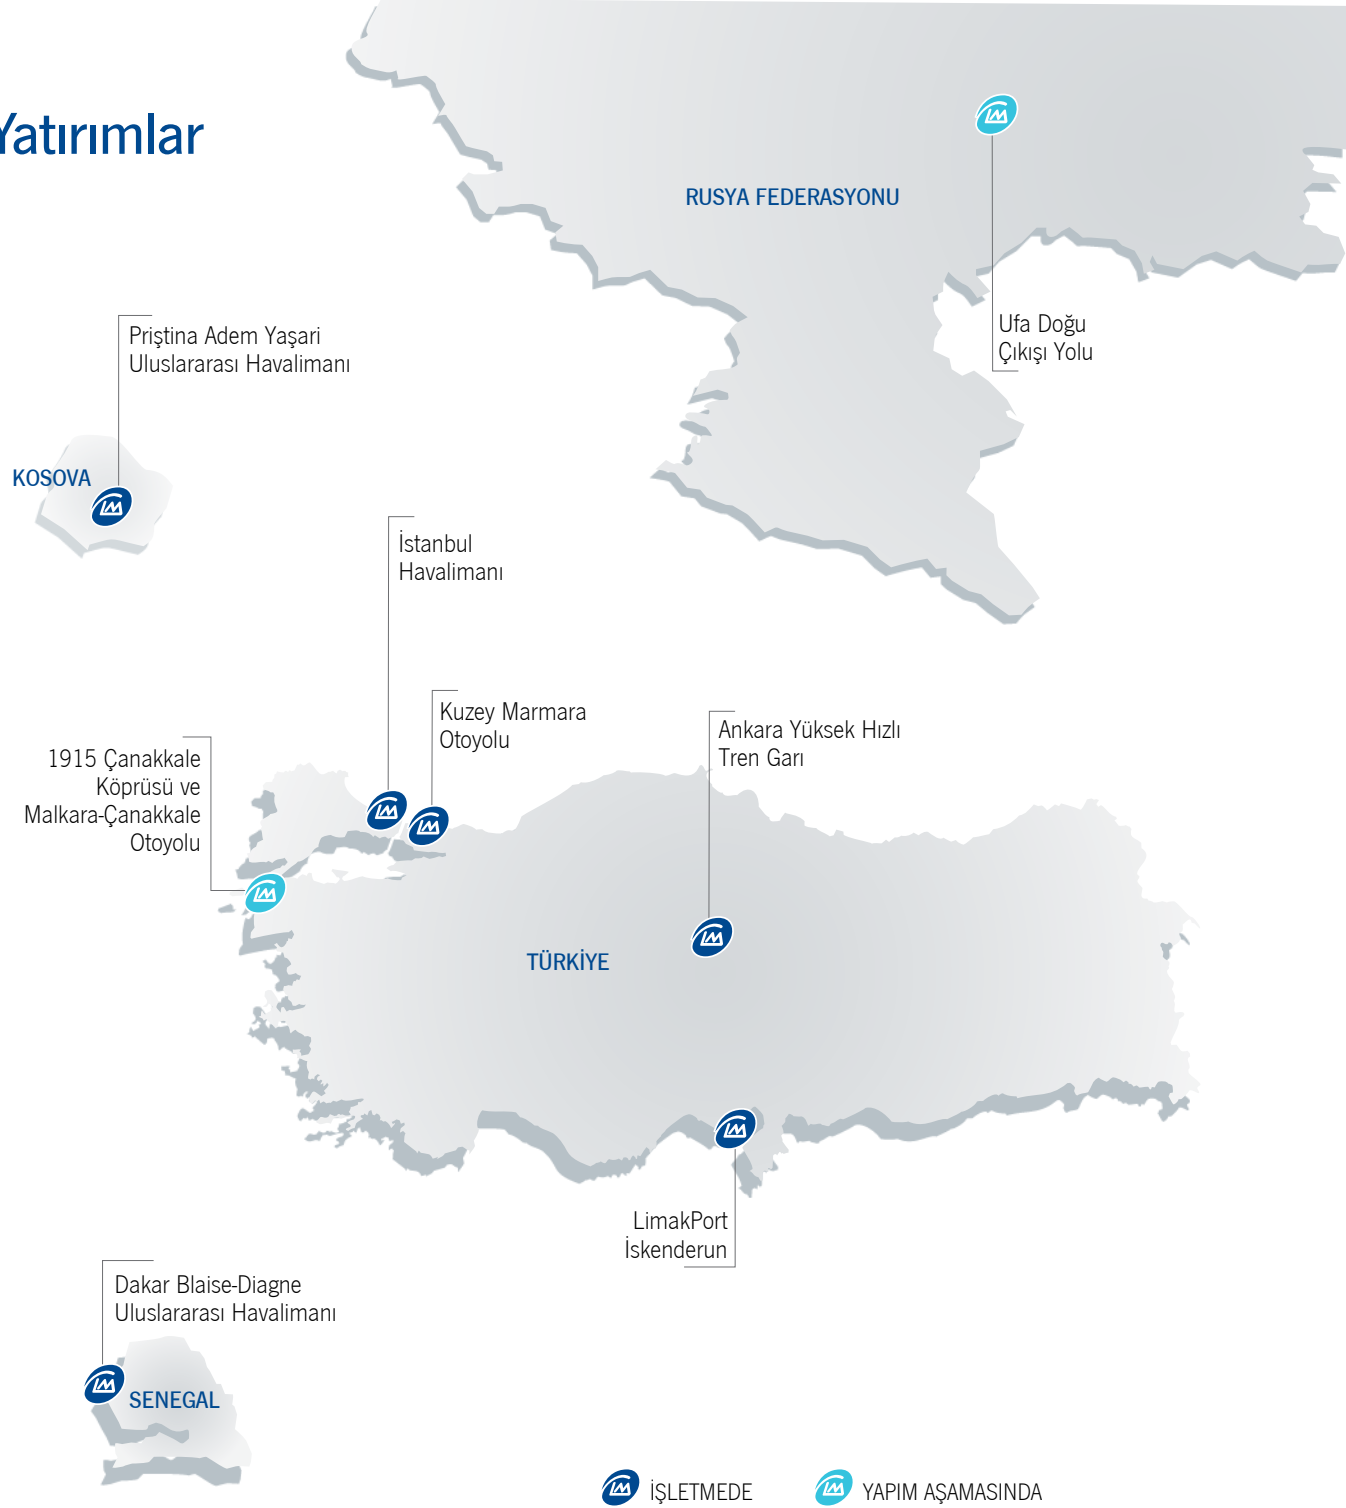 Yatırımlar
RUSYA FEDERASYONU
Ufa Doğu
Çıkışı Yolu
Priştina Adem Yaşari
Uluslararası Havalimanı
KOSOVA
İstanbul
Havalimanı
Kuzey Marmara
Otoyolu
Ankara Yüksek Hızlı
Tren Garı
1915 Çanakkale
Köprüsü ve
Malkara-Çanakkale
Otoyolu
TÜRKİYE
LimakPort
İskenderun
Dakar Blaise-Diagne
Uluslararası Havalimanı
SENEGAL
İŞLETMEDE
YAPIM AŞAMASINDA